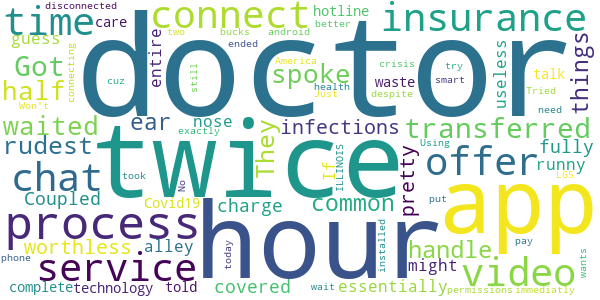 disconnected
time care connect hotline better bucks android insurance
guess two ended
Got entire doctor spoke America try crisis smart useless things
connecting cuz still waste talk
half Won't Just health despite Tried
waited ear nose They infections transferred need
rudest twice exactly If ILLINOIS pretty Using offer fully
chat Coupled took No common handle put runny
process Covid19 charge app LGS
worthless alley hour installed might video pay wants
service today
phone complete technology told covered wait essentially permissions immediatly